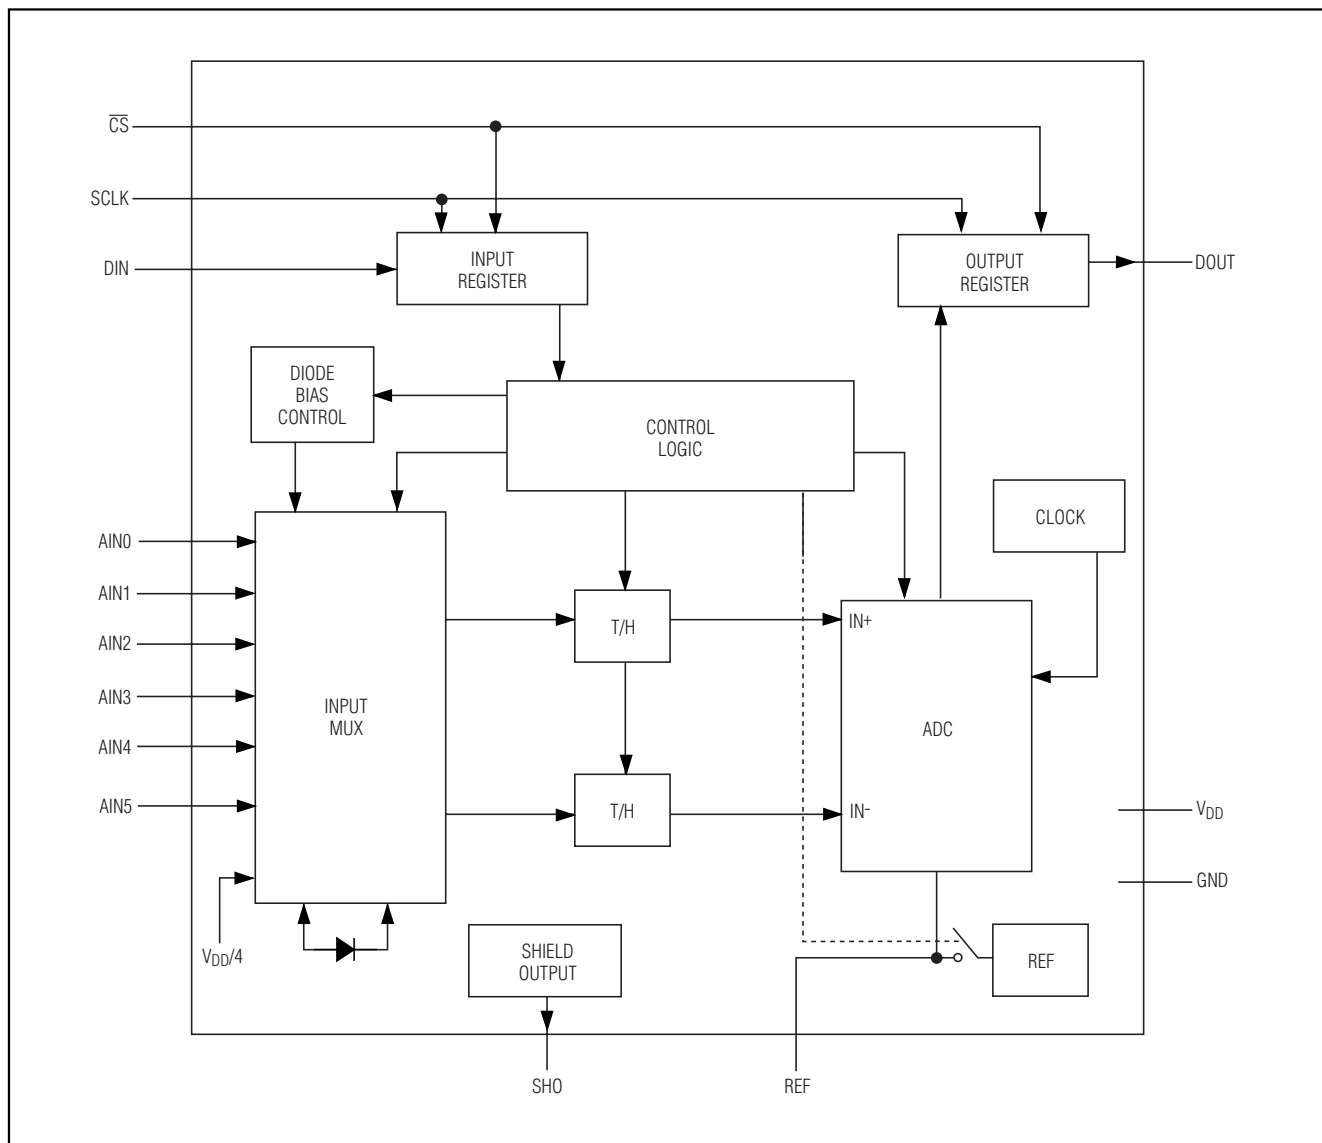 CS
SCLK
DIN
INPUT
REGISTER
OUTPUT
REGISTER
DOUT
DIODE
BIAS
CONTROL
CONTROL
LOGIC
CLOCK
AIN0
AIN1
AIN2
AIN3
AIN4
AIN5
INPUT
MUX
T/H
T/H
IN+
IN-
ADC
VDD
GND
VDD/4
SHIELD
OUTPUT
REF
SHO
REF